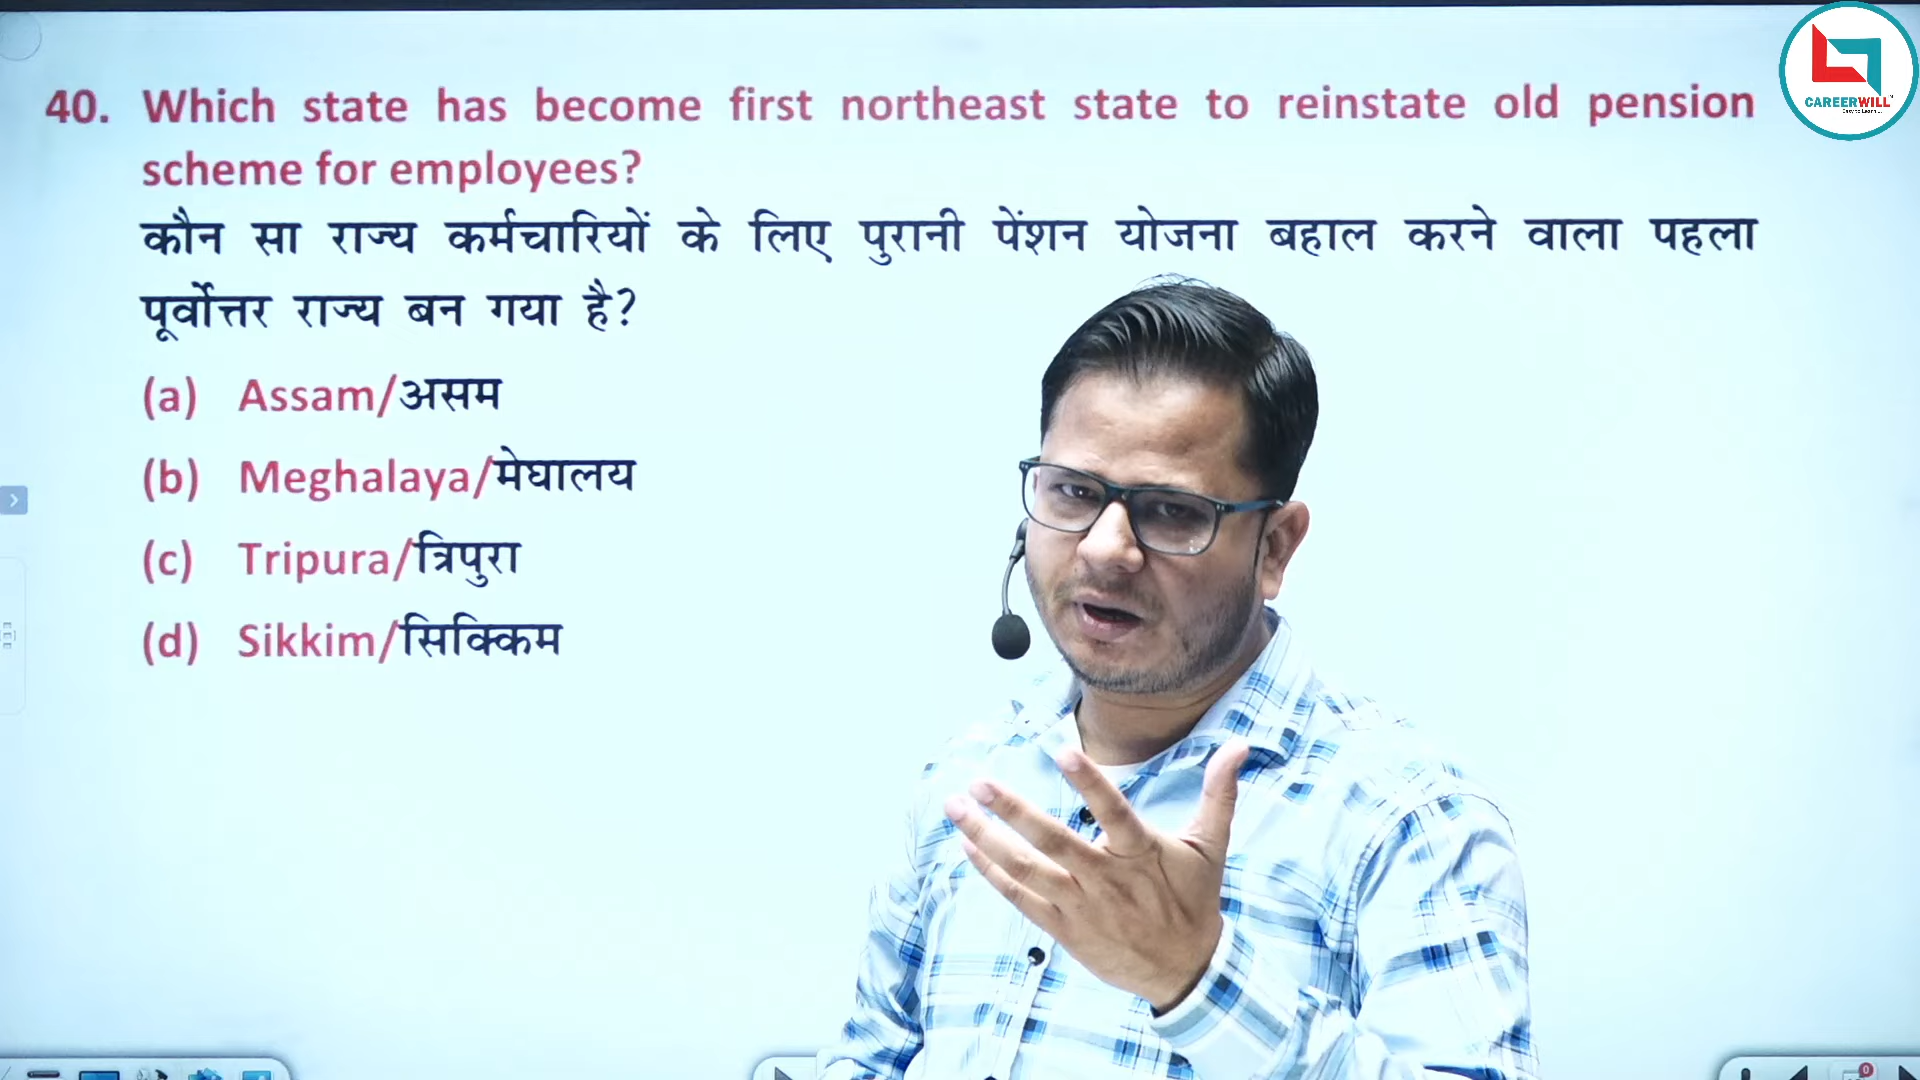 40. Which state has become first northeast state to reinstate old pension
scheme for employees?
कौन सा राज्य कर्मचारियों के लिए पुरानी पेंशन योजना बहाल करने वाला पहला
पूर्वोत्तर राज्य बन गया है?
(a) Assam/असम
(b) Meghalaya/मेघालय
(c) Tripura/त्रिपुरा
(d) Sikkim/सिक्किम
CAREERWILL
0